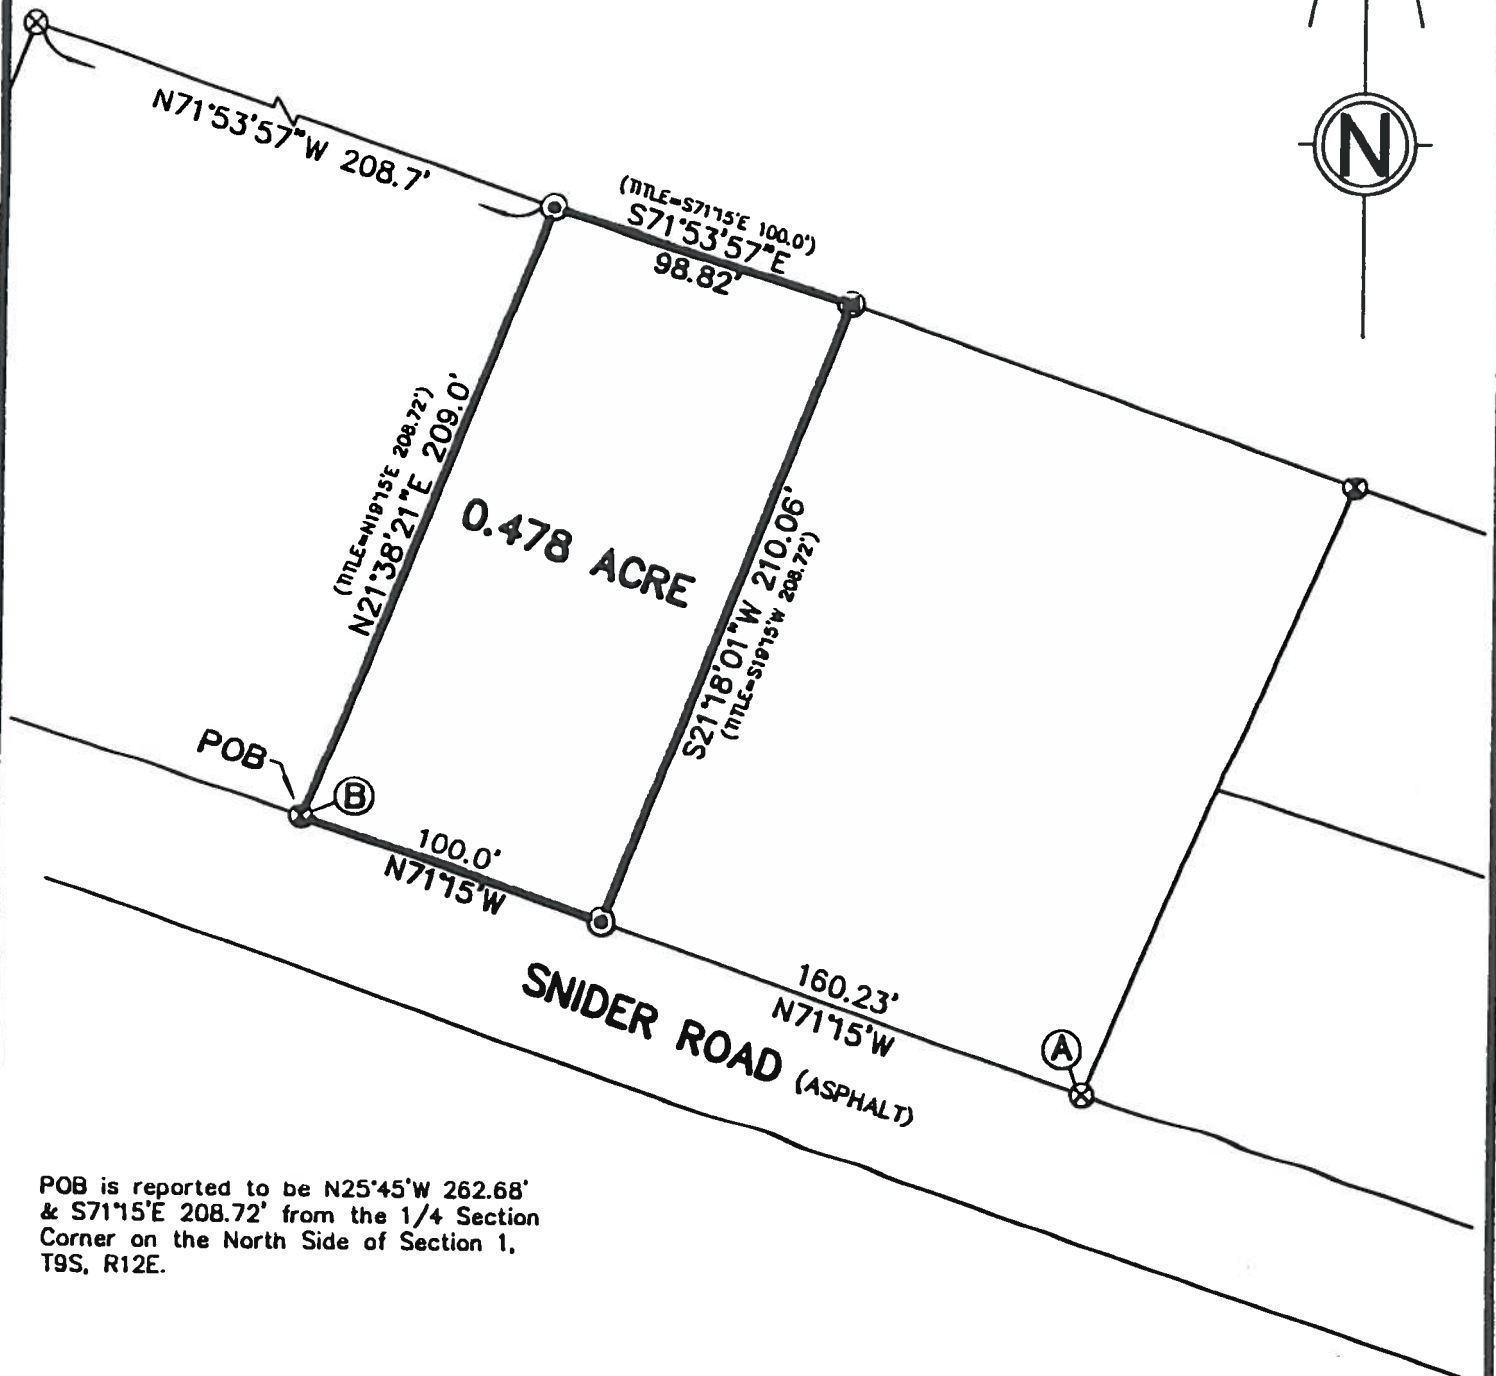 N
N71°53'57"W 208.7'
(TITLE=S71°15'E 100.0')
S71°53'57"E
98.82'
(TITLE=N19°15'E 208.72')
N21°38'21"E 209.0'
0.478 ACRE
S21°18'01"W 210.06'
(TITLE=S19°15'W 208.72')
POB
B
100.0'
N71°15'W
160.23'
N71°15'W
SNIDER ROAD (ASPHALT)
A
POB is reported to be N25°45'W 262.68'
& S71°15'E 208.72' from the 1/4 Section
Corner on the North Side of Section 1,
T9S, R12E.